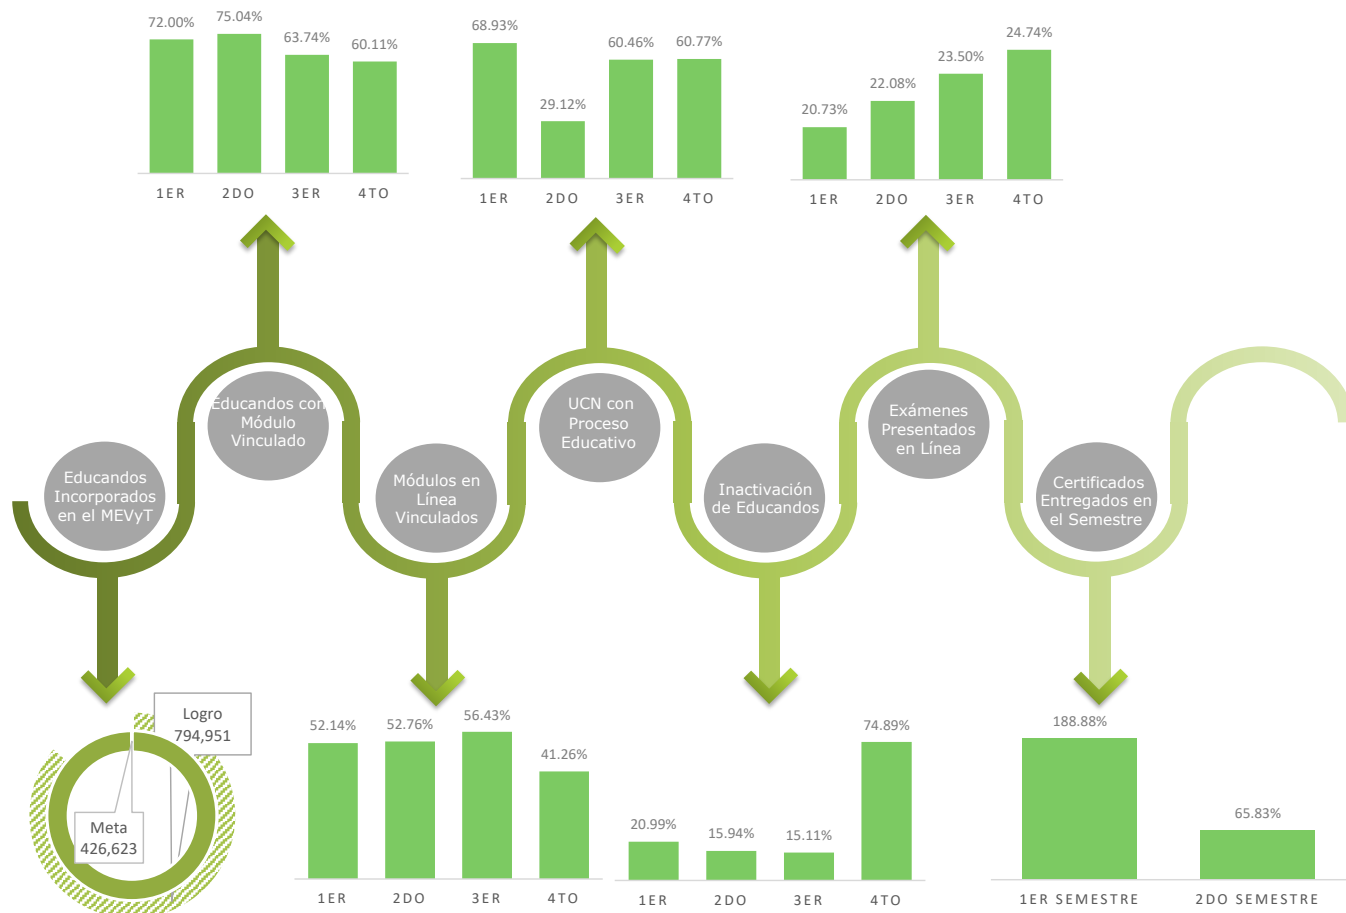 72.00%
75.04%
63.74%
60.11%
1ER
2DO
3ER
4TO
68.93%
29.12%
60.46%
60.77%
1ER
2DO
3ER
4TO
20.73%
22.08%
23.50%
24.74%
1ER
2DO
3ER
4TO
Educandos
Incorporados
en el MEVyT
Educandos con
Módulo
Vinculado
Módulos en
Línea
Vinculados
UCN con
Proceso
Educativo
Inactivación
de Educandos
Exámenes
Presentados
en Línea
Certificados
Entregados en
el Semestre
Logro
794,951
Meta
426,623
52.14%
52.76%
56.43%
41.26%
1ER
2DO
3ER
4TO
20.99%
15.94%
15.11%
74.89%
1ER
2DO
3ER
4TO
188.88%
65.83%
1ER SEMESTRE
2DO SEMESTRE